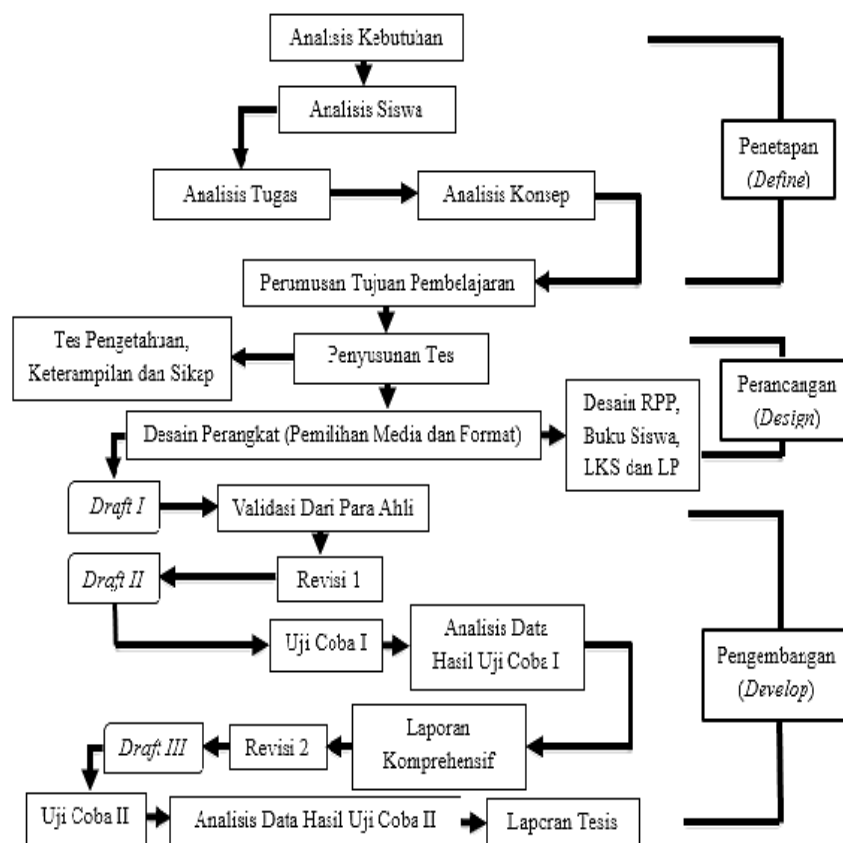 Analisis Kebutuhan
Analisis Siswa
Analisis Tugas
Analisis Konsep
Perumusan Tujuan Pembelajaran
Penetapan
(Define)
Tes Pengetahuan,
Keterampilan dan Sikap
Penyusunan Tes
Desain Perangkat (Pemilihan Media dan Format)
Desain RPP,
Buku Siswa,
LKS dan LP
Perancangan
(Design)
Draft I
Validasi Dari Para Ahli
Draft II
Revisi 1
Uji Coba I
Analisis Data
Hasil Uji Coba I
Pengembangan
(Develop)
Draft III
Revisi 2
Laporan
Komprehensif
Uji Coba II
Analisis Data Hasil Uji Coba II
Laporan Tesis